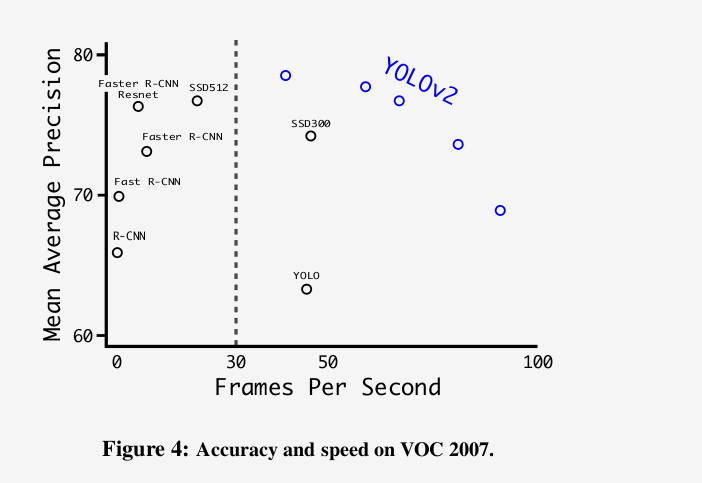 80
Faster R-CNN
Resnet
SSD512
YOLOv2
SSD300
Faster R-CNN
Fast R-CNN
70
R-CNN
YOLO
60
Mean Average Precision
0 30 50 100
Frames Per Second
Figure 4: Accuracy and speed on VOC 2007.